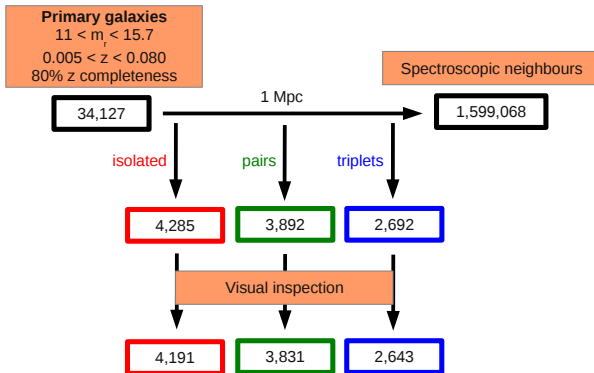 Primary galaxies
11 < m_r < 15.7
0.005 < z < 0.080
80% z completeness
Spectroscopic neighbours
34,127
1 Mpc
1,599,068
isolated
pairs
triplets
4,285
3,892
2,692
Visual inspection
4,191
3,831
2,643